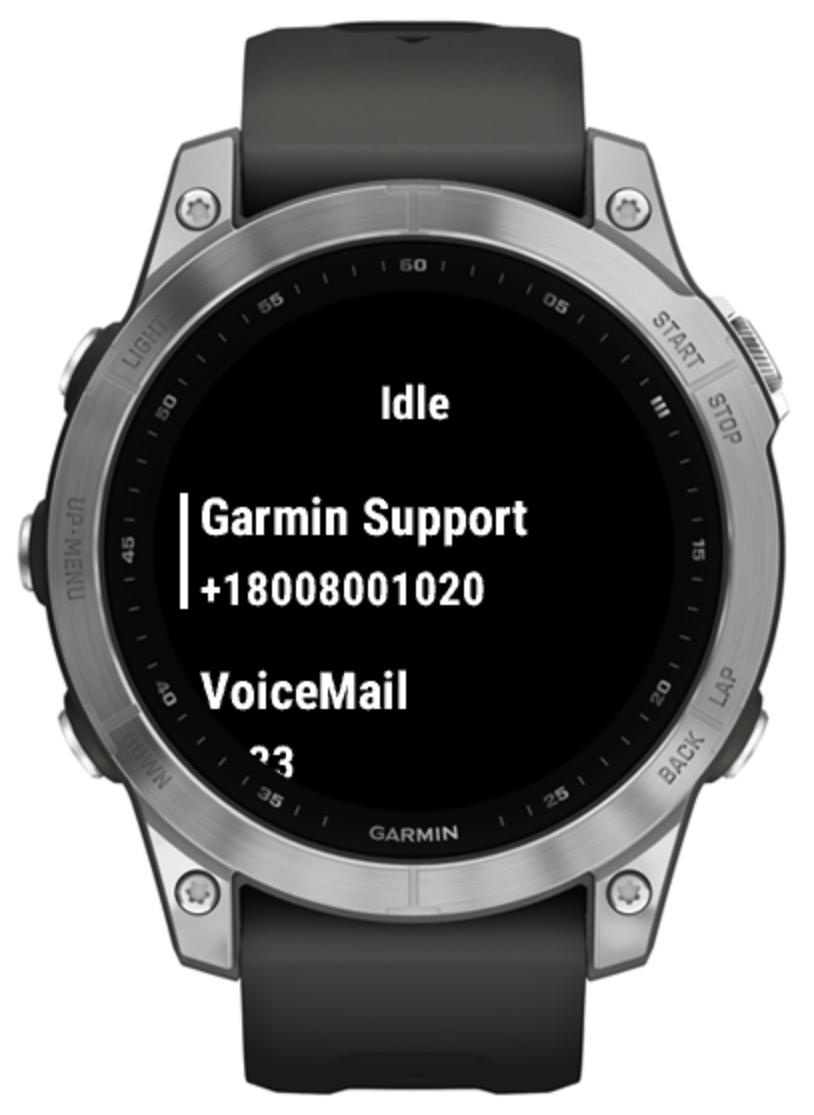 60
55
05
LIGHT
START
50
STOP
Idle
Garmin Support
+18008001020
UP·MENU
45
15
VoiceMail
40
20
LAP
33
DOWN
BACK
35
25
GARMIN